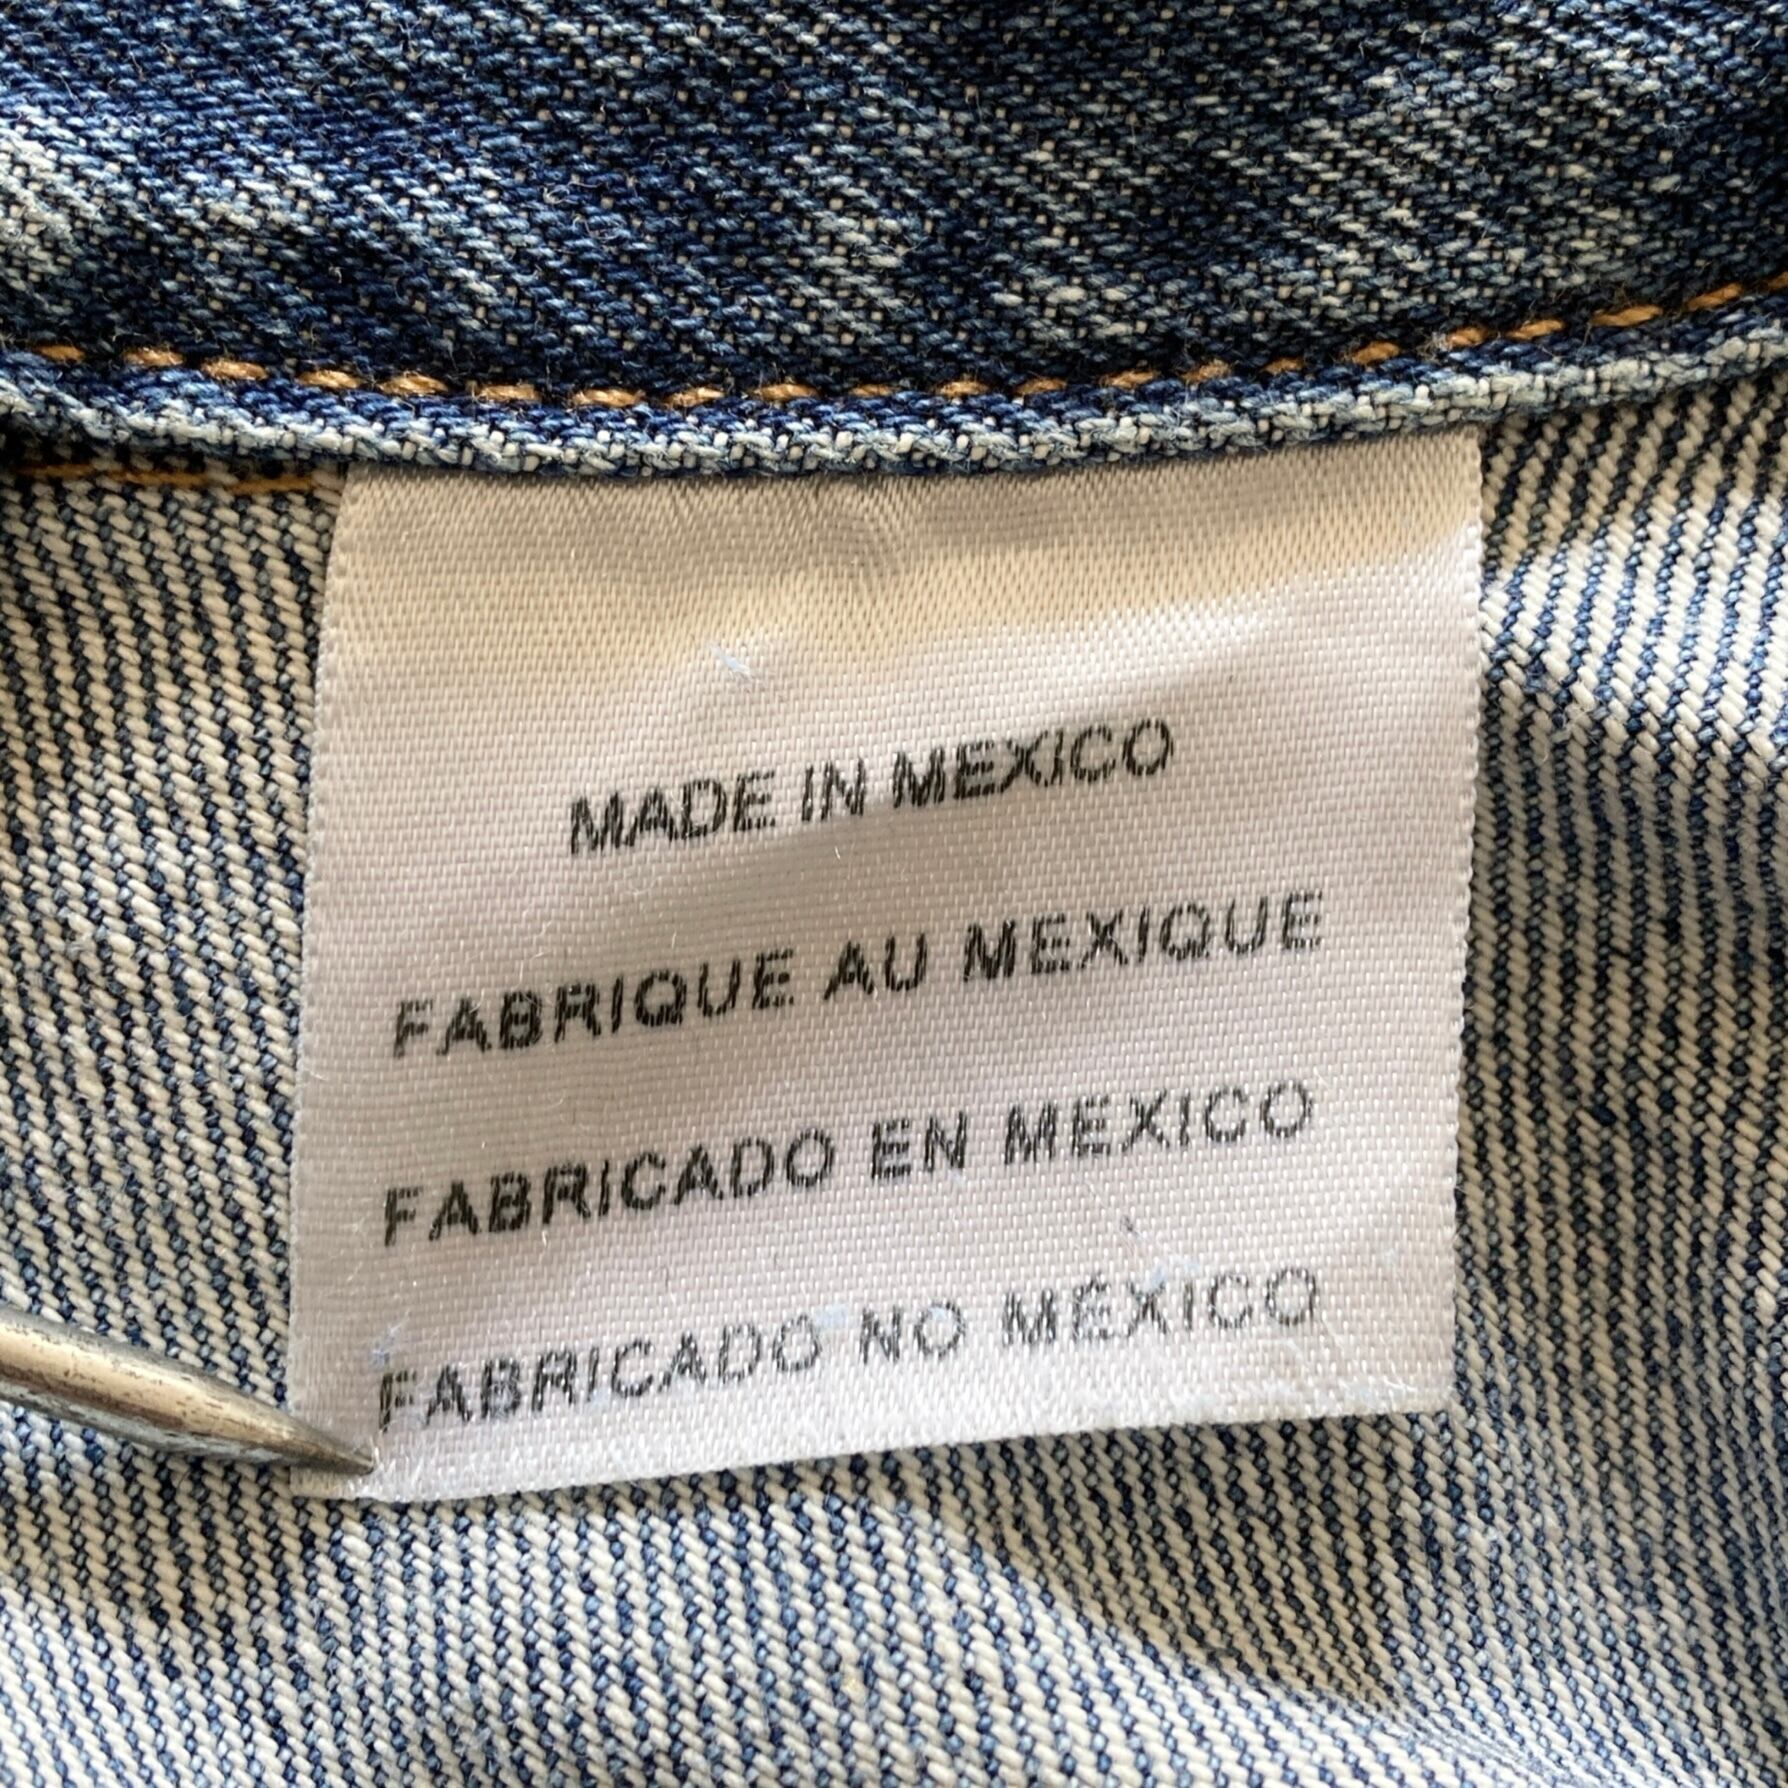 MADE IN MEXICO
FABRIQUE AU MEXIQUE
FABRICADO EN MEXICO
FABRICADO NO MÉXICO